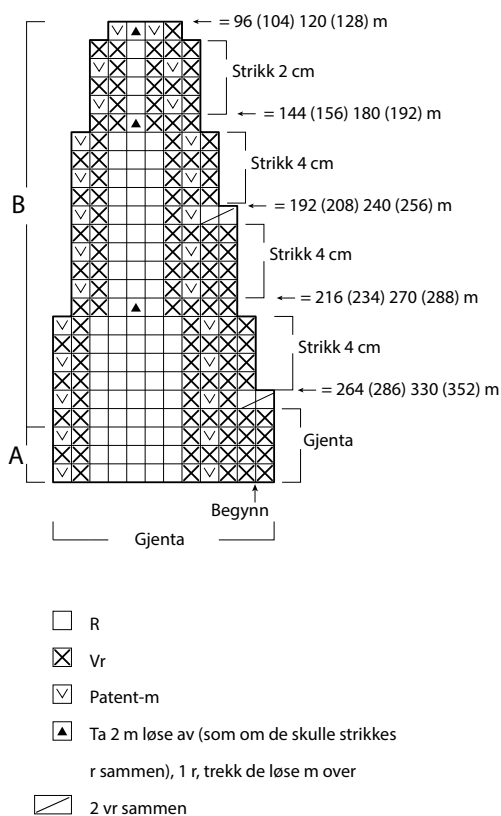 = 96 (104) 120 (128) m
Strikk 2 cm
= 144 (156) 180 (192) m
Strikk 4 cm
B
= 192 (208) 240 (256) m
Strikk 4 cm
= 216 (234) 270 (288) m
Strikk 4 cm
= 264 (286) 330 (352) m
Gjenta
A
Begynn
Gjenta
R
Vr
Patent-m
Ta 2 m løse av (som om de skulle strikkes
r sammen), 1 r, trekk de løse m over
2 vr sammen